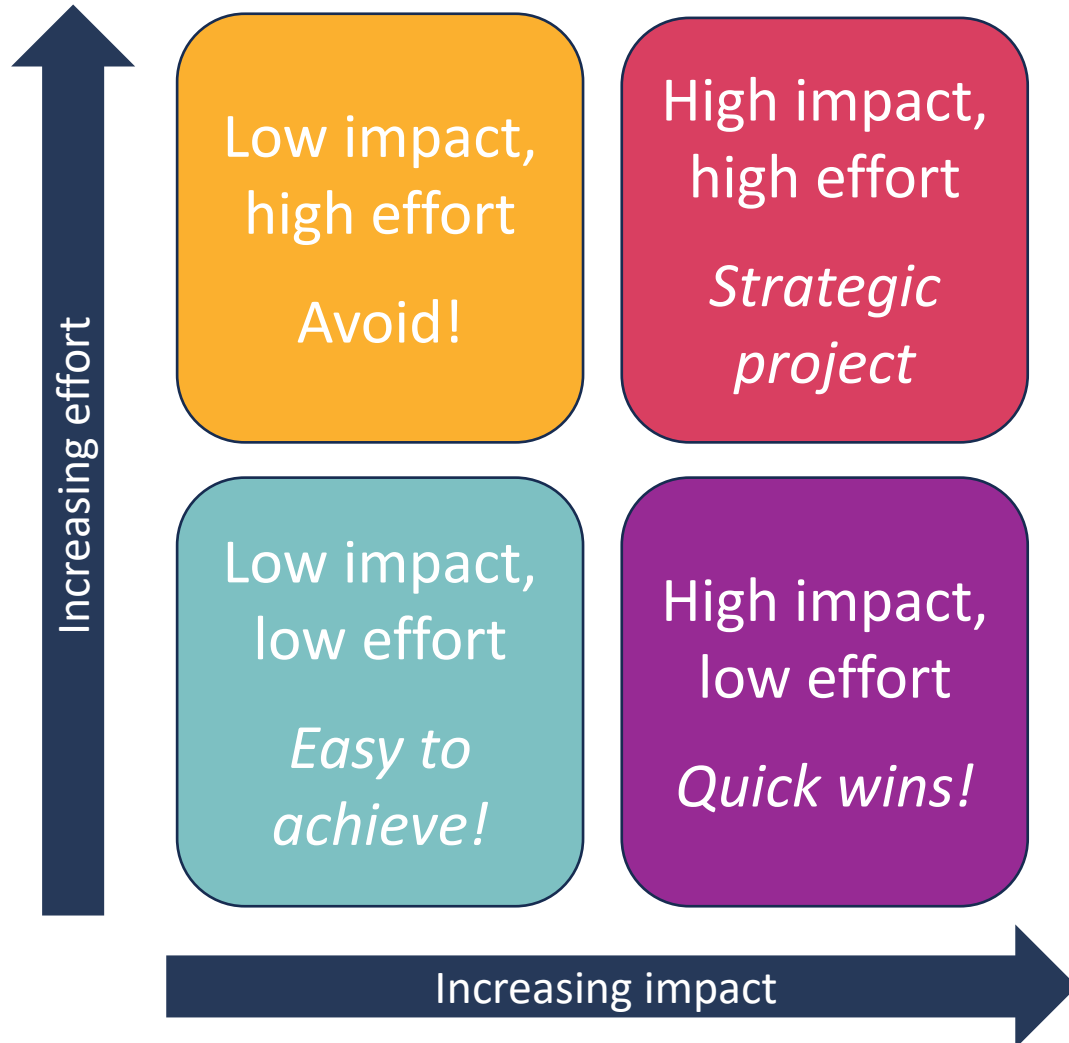 Increasing effort
Low impact,
high effort
Avoid!
High impact,
high effort
Strategic
project
Low impact,
low effort
Easy to
achieve!
High impact,
low effort
Quick wins!
Increasing impact